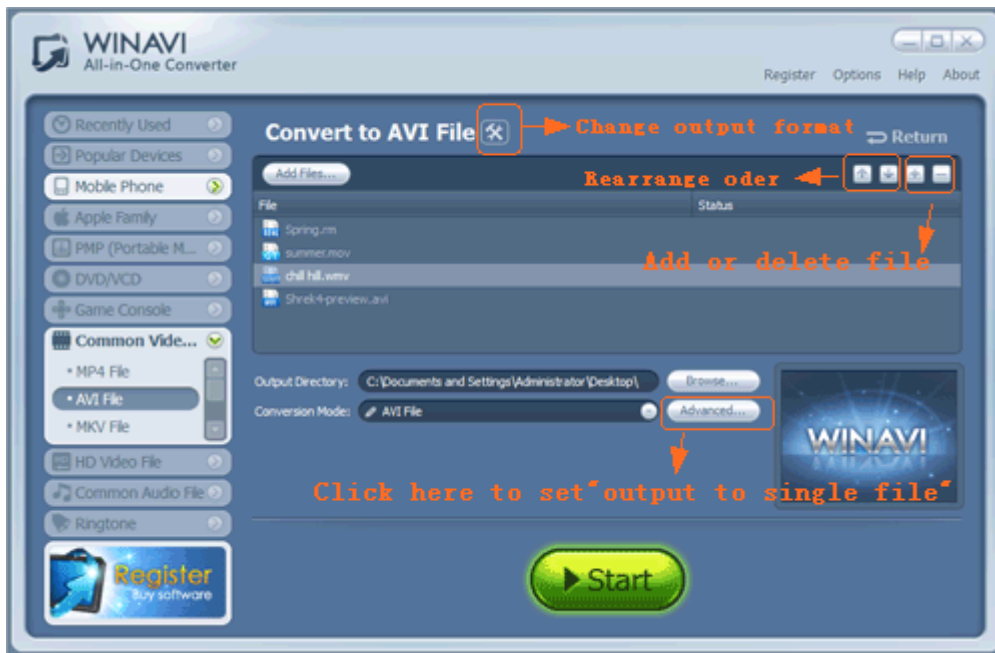 WINAVI
All-in-One Converter
Register Options Help About
Recently Used
Popular Devices
Mobile Phone
Apple Family
PMP (Portable M...
DVD/VCD
Game Console
Common Vide...
• MP4 File
• AVI File
• MKV File
HD Video File
Common Audio File
Ringtone
Register
Buy software
Convert to AVI File
Change output format
Return
Add Files...
Rearrange oder
File Status
Spring.rm
summer.mov
chill hill.wmv
Shrek4-preview.avi
Add or delete file
Output Directory: C:\Documents and Settings\Administrator\Desktop\ Browse...
Conversion Mode: AVI File Advanced...
WINAVI
Click here to set"output to single file"
Start